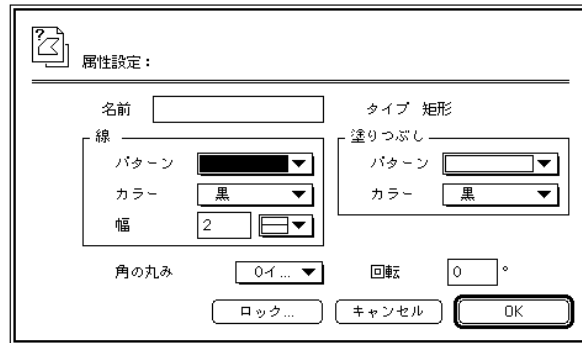 ?
属性設定：
名前
タイプ 矩形
線
塗りつぶし
パターン
パターン
カラー 黒
カラー 黒
幅 2
角の丸み 0イ...
回転 0 °
ロック...
キャンセル
OK